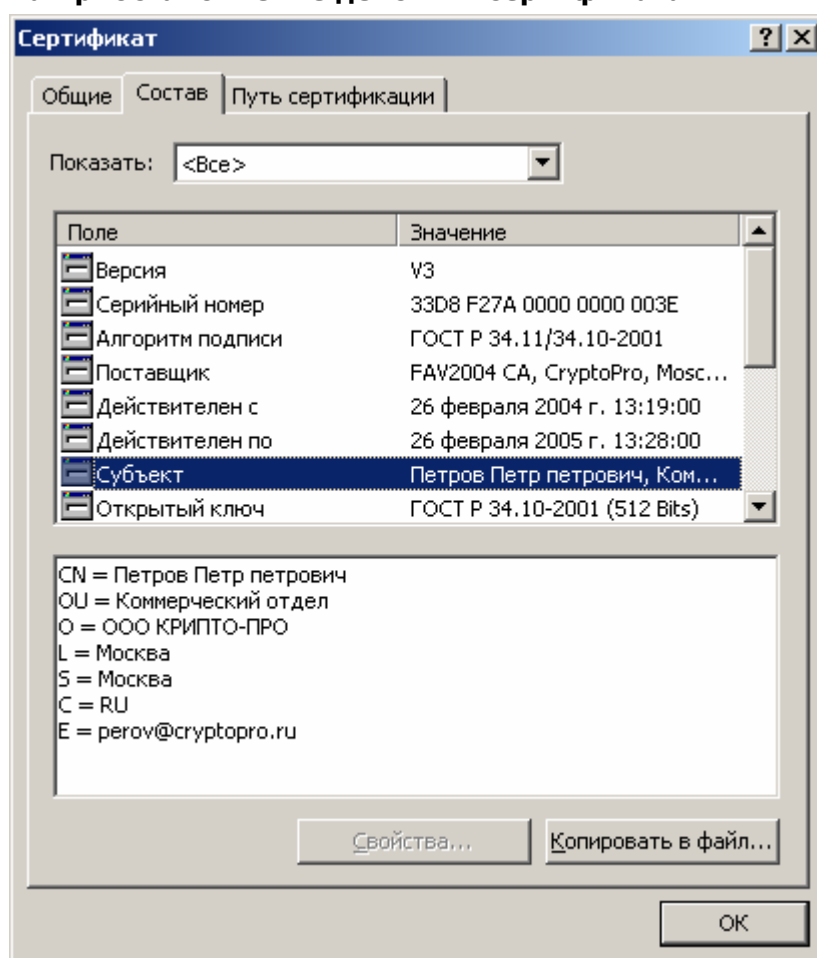 Сертификат
Общие Состав Путь сертификации
Показать: <Все>
Поле Значение
Версия V3
Серийный номер 33D8 F27A 0000 0000 003E
Алгоритм подписи ГОСТ Р 34.11/34.10-2001
Поставщик FAV2004 CA, CryptoPro, Mosc...
Действителен с 26 февраля 2004 г. 13:19:00
Действителен по 26 февраля 2005 г. 13:28:00
Субъект Петров Петр петрович, Ком...
Открытый ключ ГОСТ Р 34.10-2001 (512 Bits)
CN = Петров Петр петрович
OU = Коммерческий отдел
O = ООО КРИПТО-ПРО
L = Москва
S = Москва
C = RU
E = perov@cryptopro.ru
Свойства... Копировать в файл...
ОК